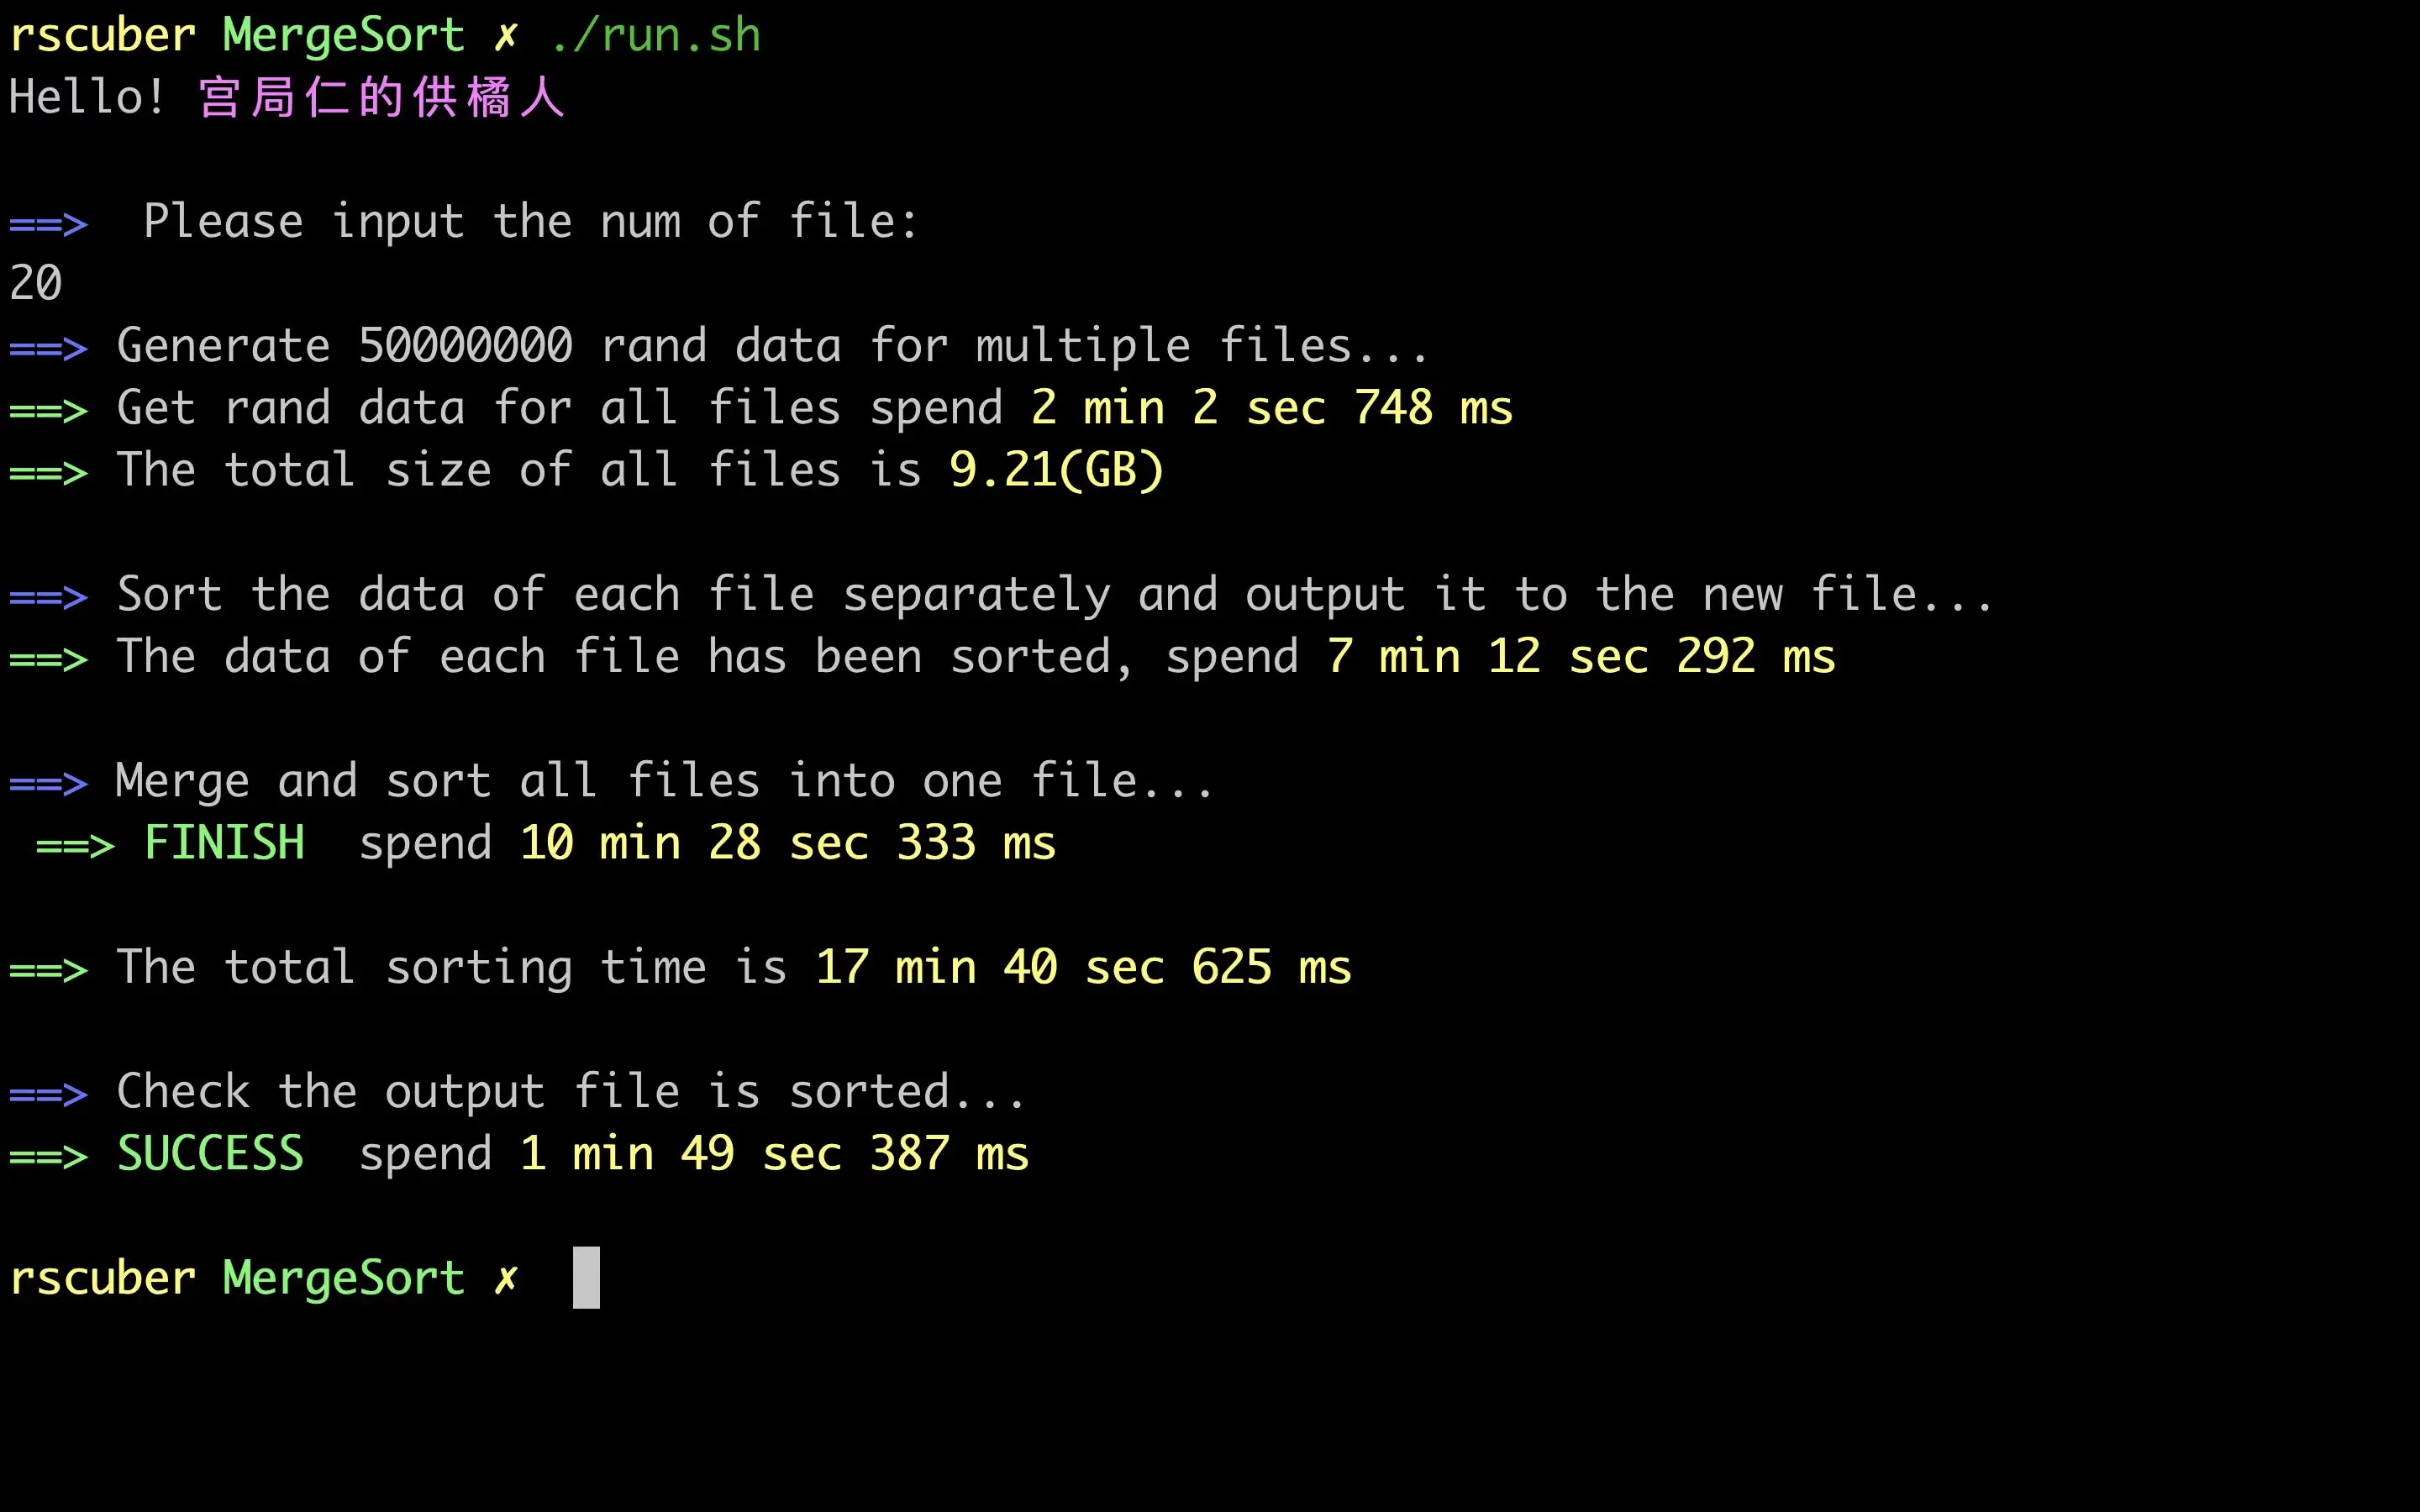 rscuber MergeSort ✗ ./run.sh
Hello! 宫局仁的供橘人
==>  Please input the num of file:
20
==> Generate 50000000 rand data for multiple files...
==> Get rand data for all files spend 2 min 2 sec 748 ms
==> The total size of all files is 9.21(GB)
==> Sort the data of each file separately and output it to the new file...
==> The data of each file has been sorted, spend 7 min 12 sec 292 ms
==> Merge and sort all files into one file...
 ==> FINISH  spend 10 min 28 sec 333 ms
==> The total sorting time is 17 min 40 sec 625 ms
==> Check the output file is sorted...
==> SUCCESS  spend 1 min 49 sec 387 ms
rscuber MergeSort ✗